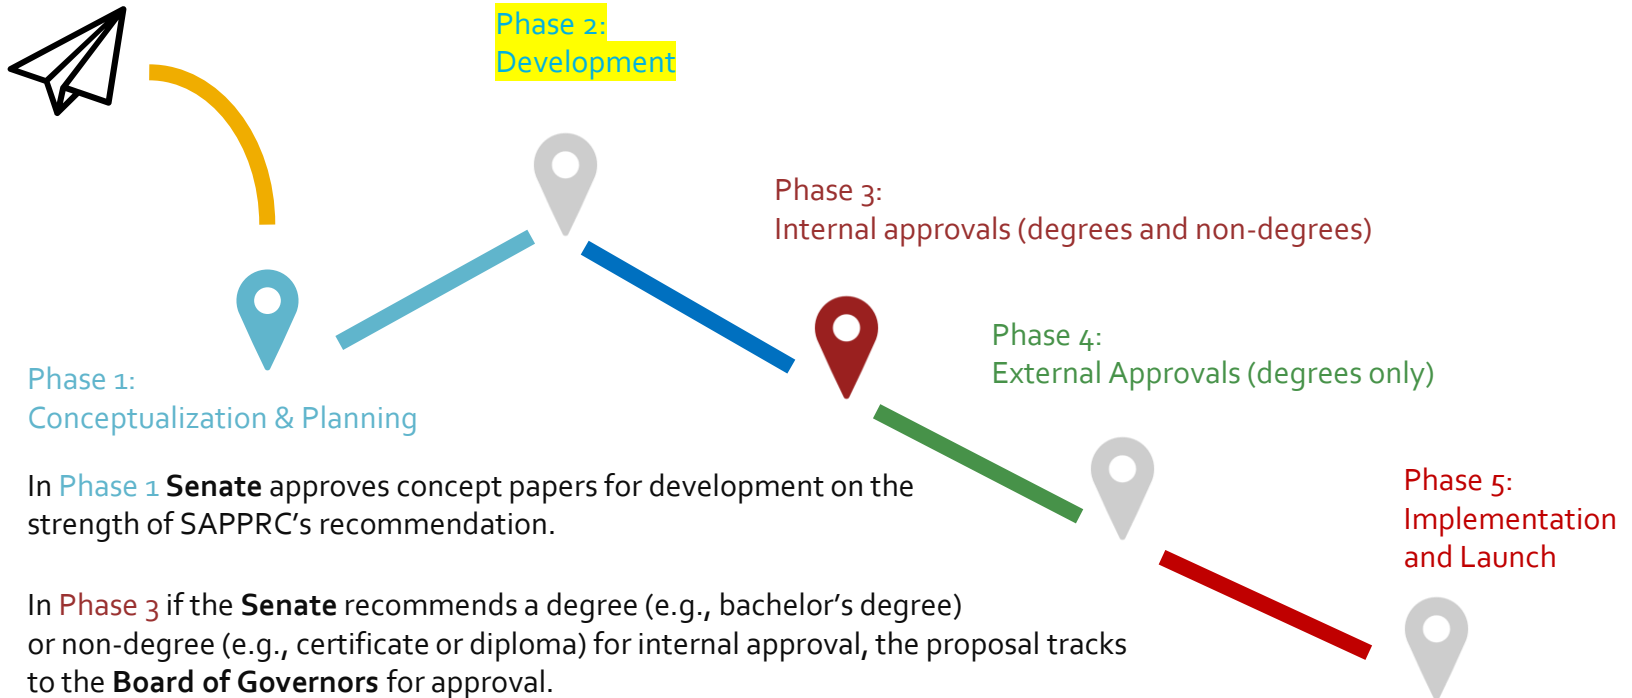 Phase 2:
Development
Phase 3:
Internal approvals (degrees and non-degrees)
Phase 4:
External Approvals (degrees only)
Phase 1:
Conceptualization & Planning
Phase 5:
Implementation
and Launch
In Phase 1 Senate approves concept papers for development on the
strength of SAPPRC’s recommendation.
In Phase 3 if the Senate recommends a degree (e.g., bachelor’s degree)
or non-degree (e.g., certificate or diploma) for internal approval, the proposal tracks
to the Board of Governors for approval.